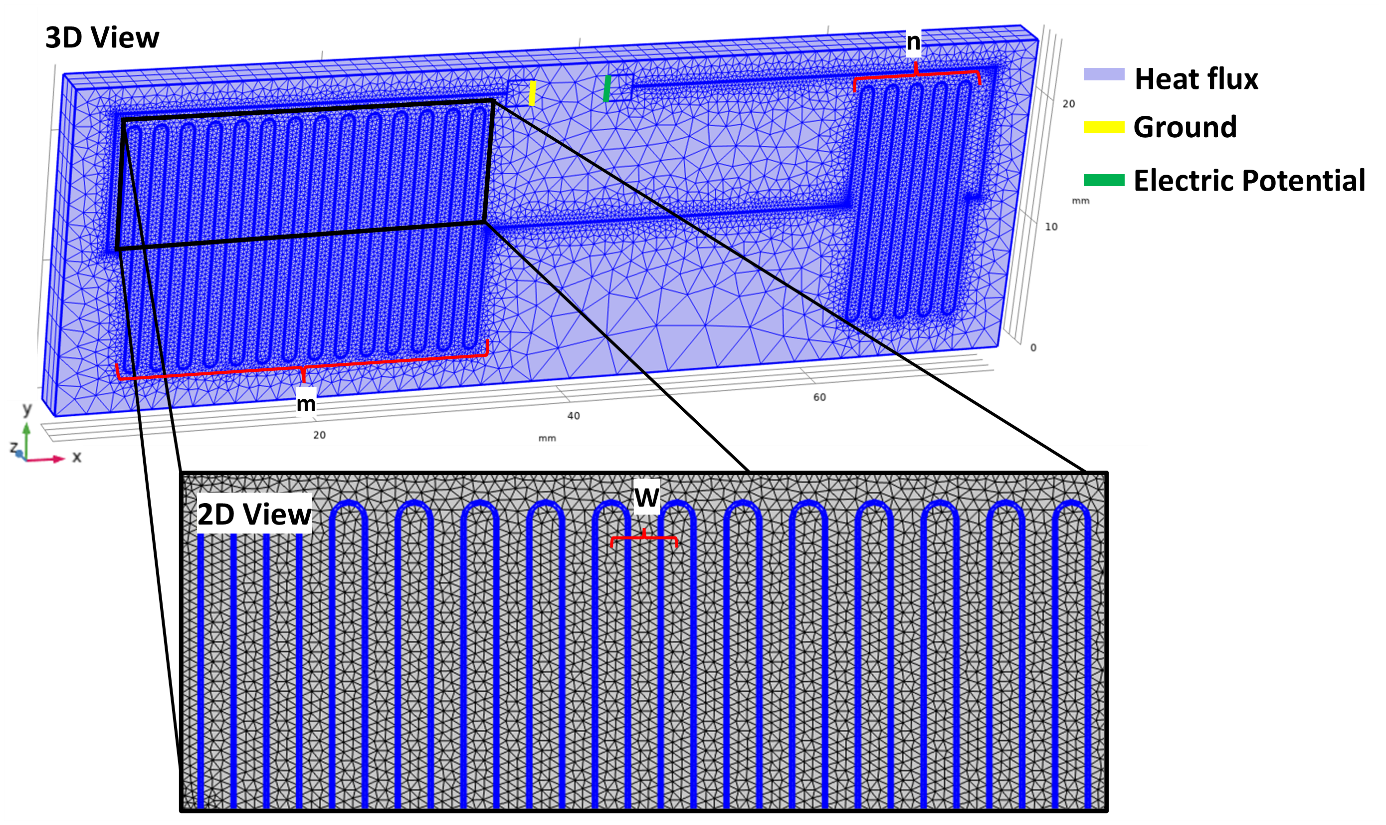 3D View
n
Heat flux
Ground
Electric Potential
20
mm
10
0
m
60
40
mm
20
y
z
x
W
2D View